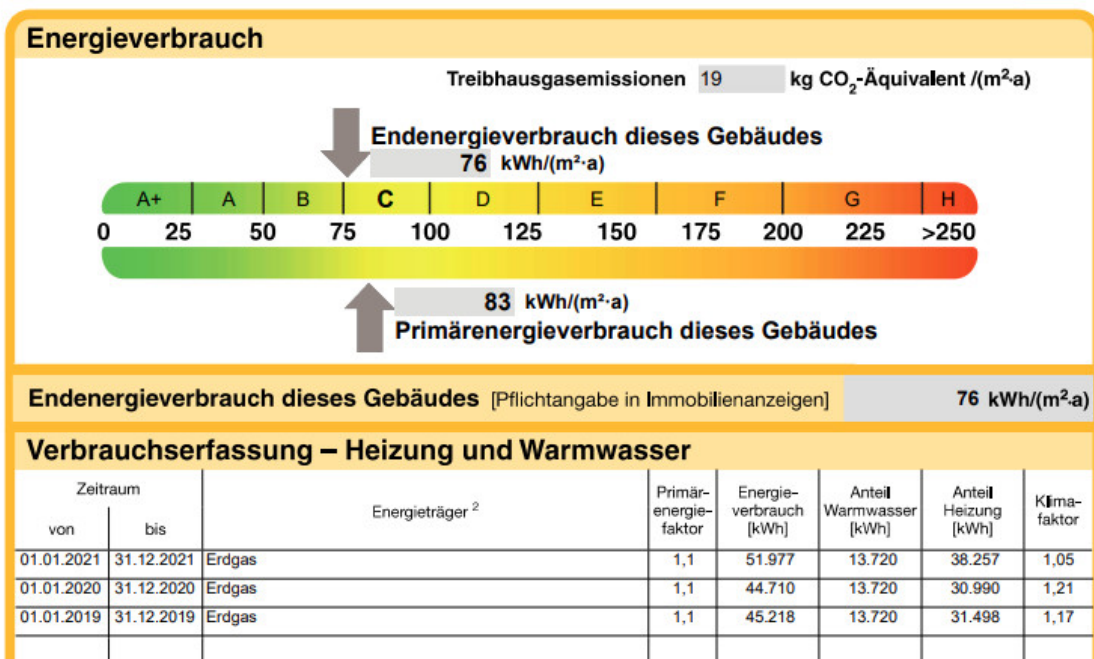 Energieverbrauch
Treibhausgasemissionen 19 kg CO₂-Äquivalent /(m²·a)
Endenergieverbrauch dieses Gebäudes
76 kWh/(m²·a)
A+ A B C D E F G H
0 25 50 75 100 125 150 175 200 225 >250
83 kWh/(m²·a)
Primärenergieverbrauch dieses Gebäudes
Endenergieverbrauch dieses Gebäudes [Pflichtangabe in Immobilienanzeigen] 76 kWh/(m²·a)
Verbrauchserfassung – Heizung und Warmwasser
Zeitraum
von bis
Energieträger ²
Primär-
energie-
faktor
Energie-
verbrauch
[kWh]
Anteil
Warmwasser
[kWh]
Anteil
Heizung
[kWh]
Klima-
faktor
01.01.2021 31.12.2021 Erdgas 1,1 51.977 13.720 38.257 1,05
01.01.2020 31.12.2020 Erdgas 1,1 44.710 13.720 30.990 1,21
01.01.2019 31.12.2019 Erdgas 1,1 45.218 13.720 31.498 1,17